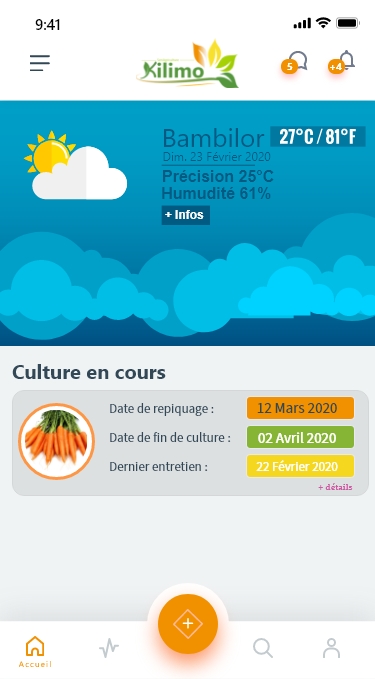 9:41
Kilimo
5
+4
Bambilor 27°C / 81°F
Dim. 23 Février 2020
Précision 25°C
Humudité 61%
+ Infos
Culture en cours
Date de repiquage : 12 Mars 2020
Date de fin de culture : 02 Avril 2020
Dernier entretien : 22 Février 2020
+ détails
Accueil